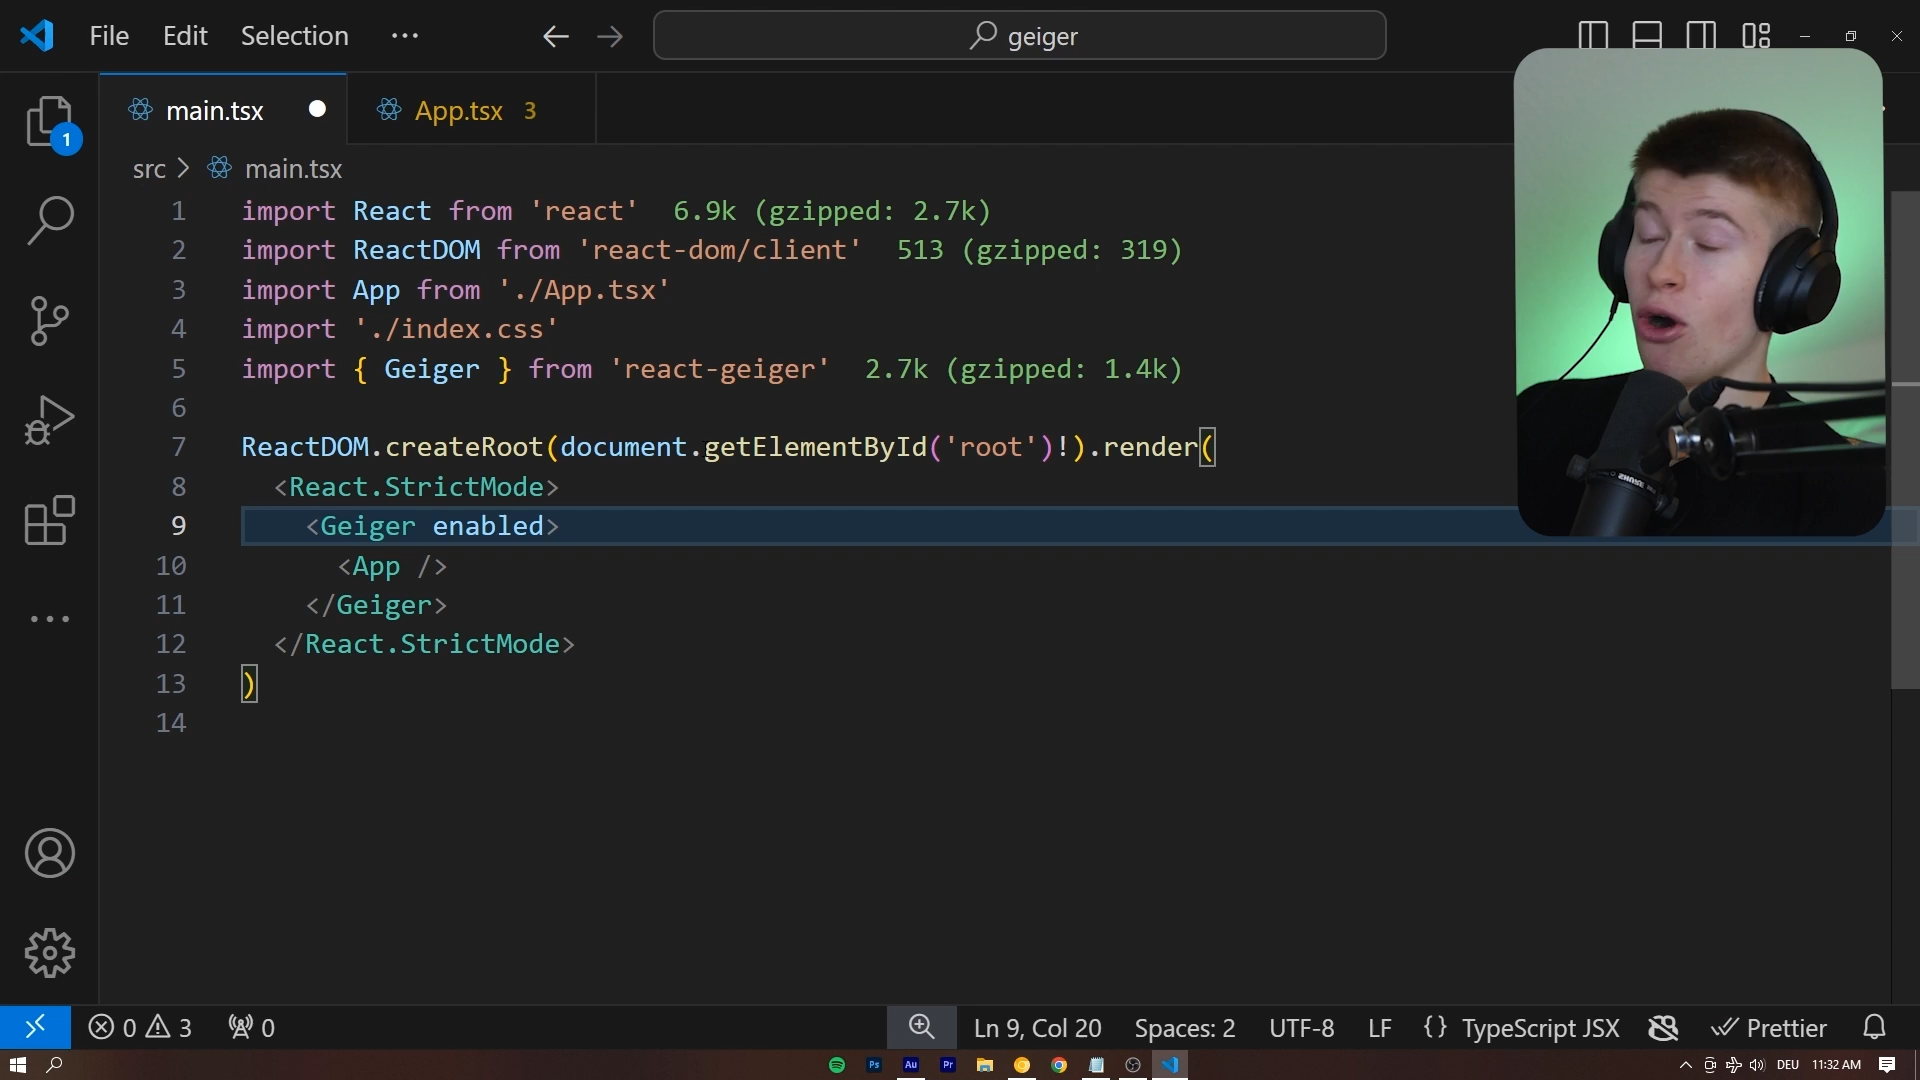 File Edit Selection ···
geiger
1
main.tsx
App.tsx 3
src > main.tsx
1 import React from 'react' 6.9k (gzipped: 2.7k)
2 import ReactDOM from 'react-dom/client' 513 (gzipped: 319)
3 import App from './App.tsx'
4 import './index.css'
5 import { Geiger } from 'react-geiger' 2.7k (gzipped: 1.4k)
6
7 ReactDOM.createRoot(document.getElementById('root')!).render(
8 <React.StrictMode>
9 <Geiger enabled>
10 <App />
11 </Geiger>
12 </React.StrictMode>
13 )
14
SHURE
0 3 0 Ln 9, Col 20 Spaces: 2 UTF-8 LF {} TypeScript JSX Prettier
Ps Au Pr DEU 11:32 AM